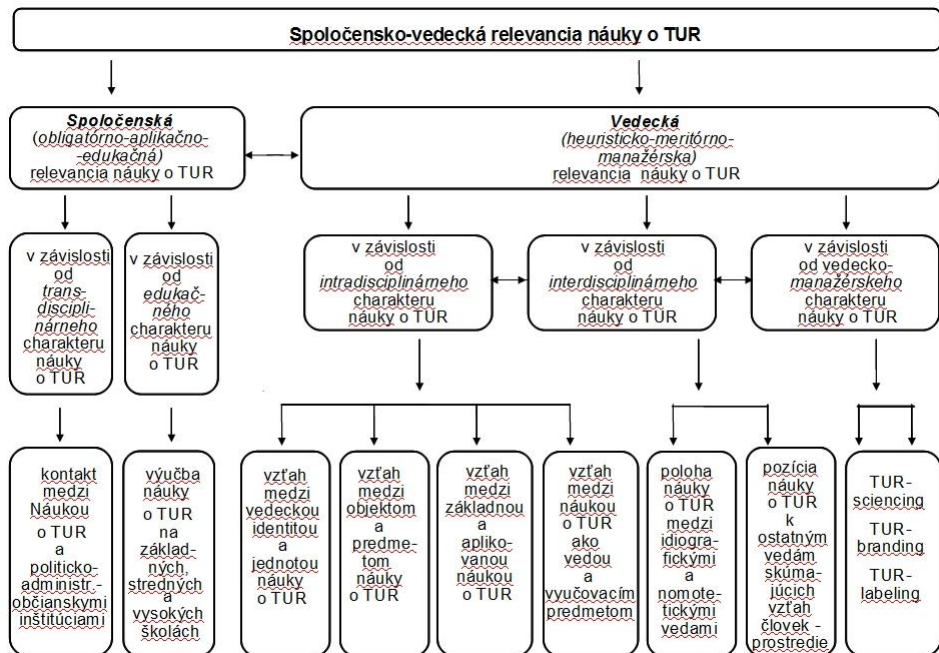 Spoločensko-vedecká relevancia náuky o TUR
Spoločenská
(obligatórno-aplikačno-
-edukačná)
relevancia náuky o TUR
Vedecká
(heuristicko-meritórno-
manažérska)
relevancia náuky o TUR
v závislosti
od
trans-
discipli-
nárneho
charakteru
náuky
o TUR
v závislosti
od
edukač-
ného
charakteru
náuky
o TUR
v závislosti
od
intradisciplinárneho
charakteru
náuky o TUR
v závislosti
od
interdisciplinárneho
charakteru
náuky o TUR
v závislosti
od vedecko-
manažérskeho
charakteru
náuky o TUR
kontakt
medzi
Náukou
o TUR
a
politicko-
administr.-
občianskymi
inštitúciami
výučba
náuky
o TUR
na
základ-
ných,
stredných
a
vysokých
školách
vzťah
medzi
vedeckou
identitou
a
jednotou
náuky
o TUR
vzťah
medzi
objektom
a
predme-
tom
náuky
o TUR
vzťah
medzi
základnou
a
apliko-
vanou
náukou
o TUR
vzťah
medzi
náukou
o TUR
ako
vedou
a
vyučovacím
predmetom
poloha
náuky
o TUR
medzi
idiografickými
a
nomote-
tickými
vedami
pozícia
náuky
o TUR
k
ostatným
vedám
skúma-
júcich
vzťah
človek -
prostredie
TUR-
sciencing
TUR-
branding
TUR-
labeling